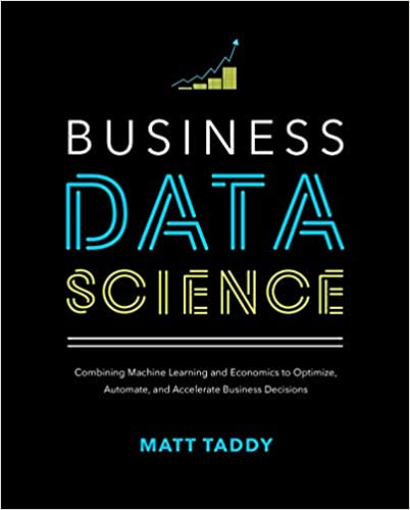 BUSINESS
DATA
SCIENCE
Combining Machine Learning and Economics to Optimize,
Automate, and Accelerate Business Decisions
MATT TADDY